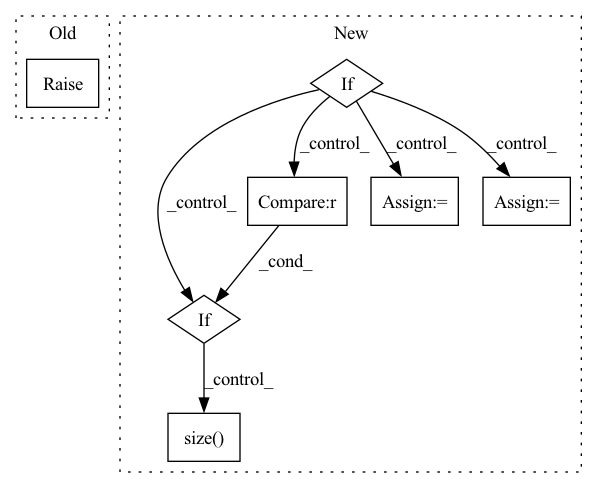 Old
New
Raise
If
_control_
_control_
_control_
_control_
Compare:r
Assign:=
Assign:=
_cond_
If
_control_
size()